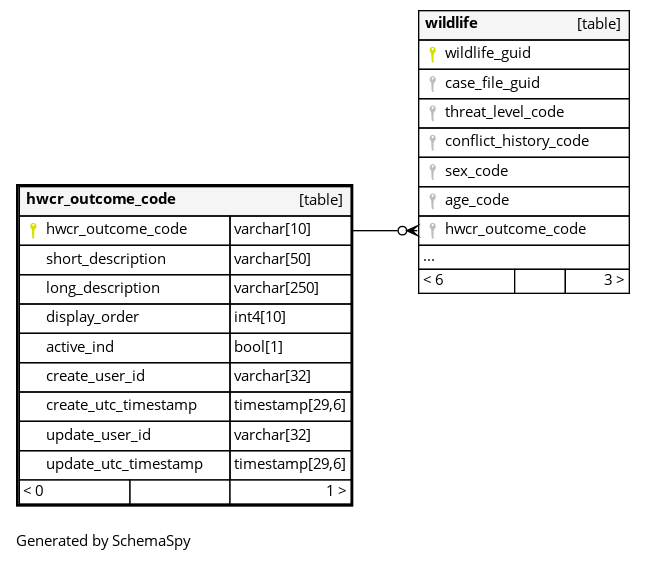 wildlife [table]
wildlife_guid
case_file_guid
threat_level_code
conflict_history_code
sex_code
age_code
hwcr_outcome_code
...
< 6 3 >
hwcr_outcome_code [table]
hwcr_outcome_code varchar[10]
short_description varchar[50]
long_description varchar[250]
display_order int4[10]
active_ind bool[1]
create_user_id varchar[32]
create_utc_timestamp timestamp[29,6]
update_user_id varchar[32]
update_utc_timestamp timestamp[29,6]
< 0 1 >
Generated by SchemaSpy